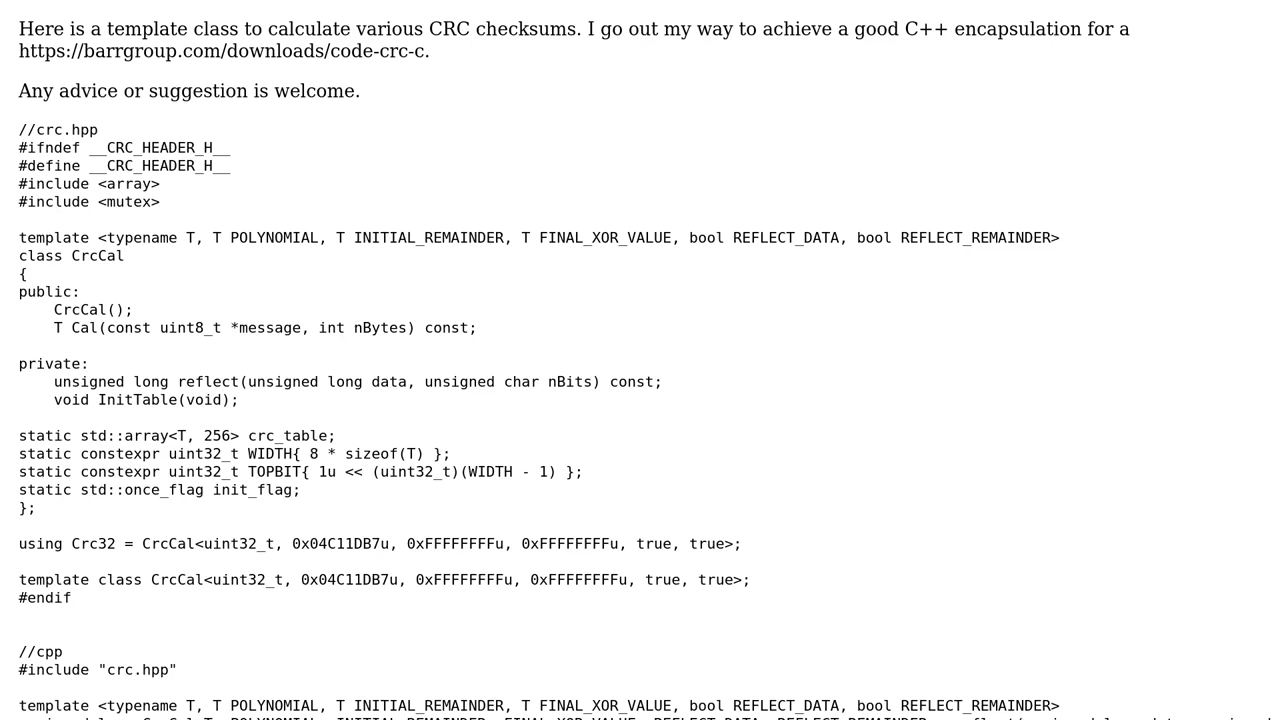 Here is a template class to calculate various CRC checksums. I go out my way to achieve a good C++ encapsulation for a
https://barrgroup.com/downloads/code-crc-c.
Any advice or suggestion is welcome.
//crc.hpp
#ifndef __CRC_HEADER_H__
#define __CRC_HEADER_H__
#include <array>
#include <mutex>
template <typename T, T POLYNOMIAL, T INITIAL_REMAINDER, T FINAL_XOR_VALUE, bool REFLECT_DATA, bool REFLECT_REMAINDER>
class CrcCal
{
public:
    CrcCal();
    T Cal(const uint8_t *message, int nBytes) const;
private:
    unsigned long reflect(unsigned long data, unsigned char nBits) const;
    void InitTable(void);
static std::array<T, 256> crc_table;
static constexpr uint32_t WIDTH{ 8 * sizeof(T) };
static constexpr uint32_t TOPBIT{ 1u << (uint32_t)(WIDTH - 1) };
static std::once_flag init_flag;
};
using Crc32 = CrcCal<uint32_t, 0x04C11DB7u, 0xFFFFFFFFu, 0xFFFFFFFFu, true, true>;
template class CrcCal<uint32_t, 0x04C11DB7u, 0xFFFFFFFFu, 0xFFFFFFFFu, true, true>;
#endif
//cpp
#include "crc.hpp"
template <typename T, T POLYNOMIAL, T INITIAL_REMAINDER, T FINAL_XOR_VALUE, bool REFLECT_DATA, bool REFLECT_REMAINDER>